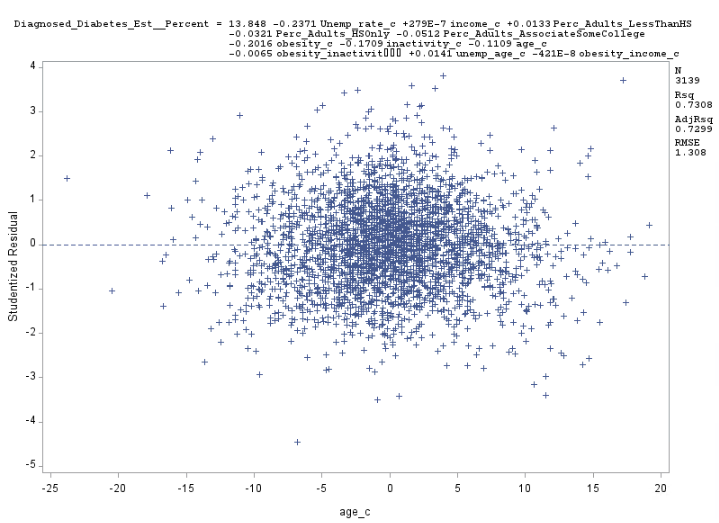 Diagnosed_Diabetes_Est__Percent = 13.848 -0.2371 Unemp_rate_c +279E-7 income_c +0.0133 Perc_Adults_LessThanHS
-0.0321 Perc_Adults_HSOnly -0.0512 Perc_Adults_AssociateSomeCollege
-0.2016 obesity_c -0.1709 inactivity_c -0.1109 age_c
-0.0065 obesity_inactivit▯▯▯ +0.0141 unemp_age_c -421E-8 obesity_income_c
N
3139
Rsq
0.7308
AdjRsq
0.7299
RMSE
1.308
Studentized Residual
4
3
2
1
0
-1
-2
-3
-4
-5
-25 -20 -15 -10 -5 0 5 10 15 20
age_c